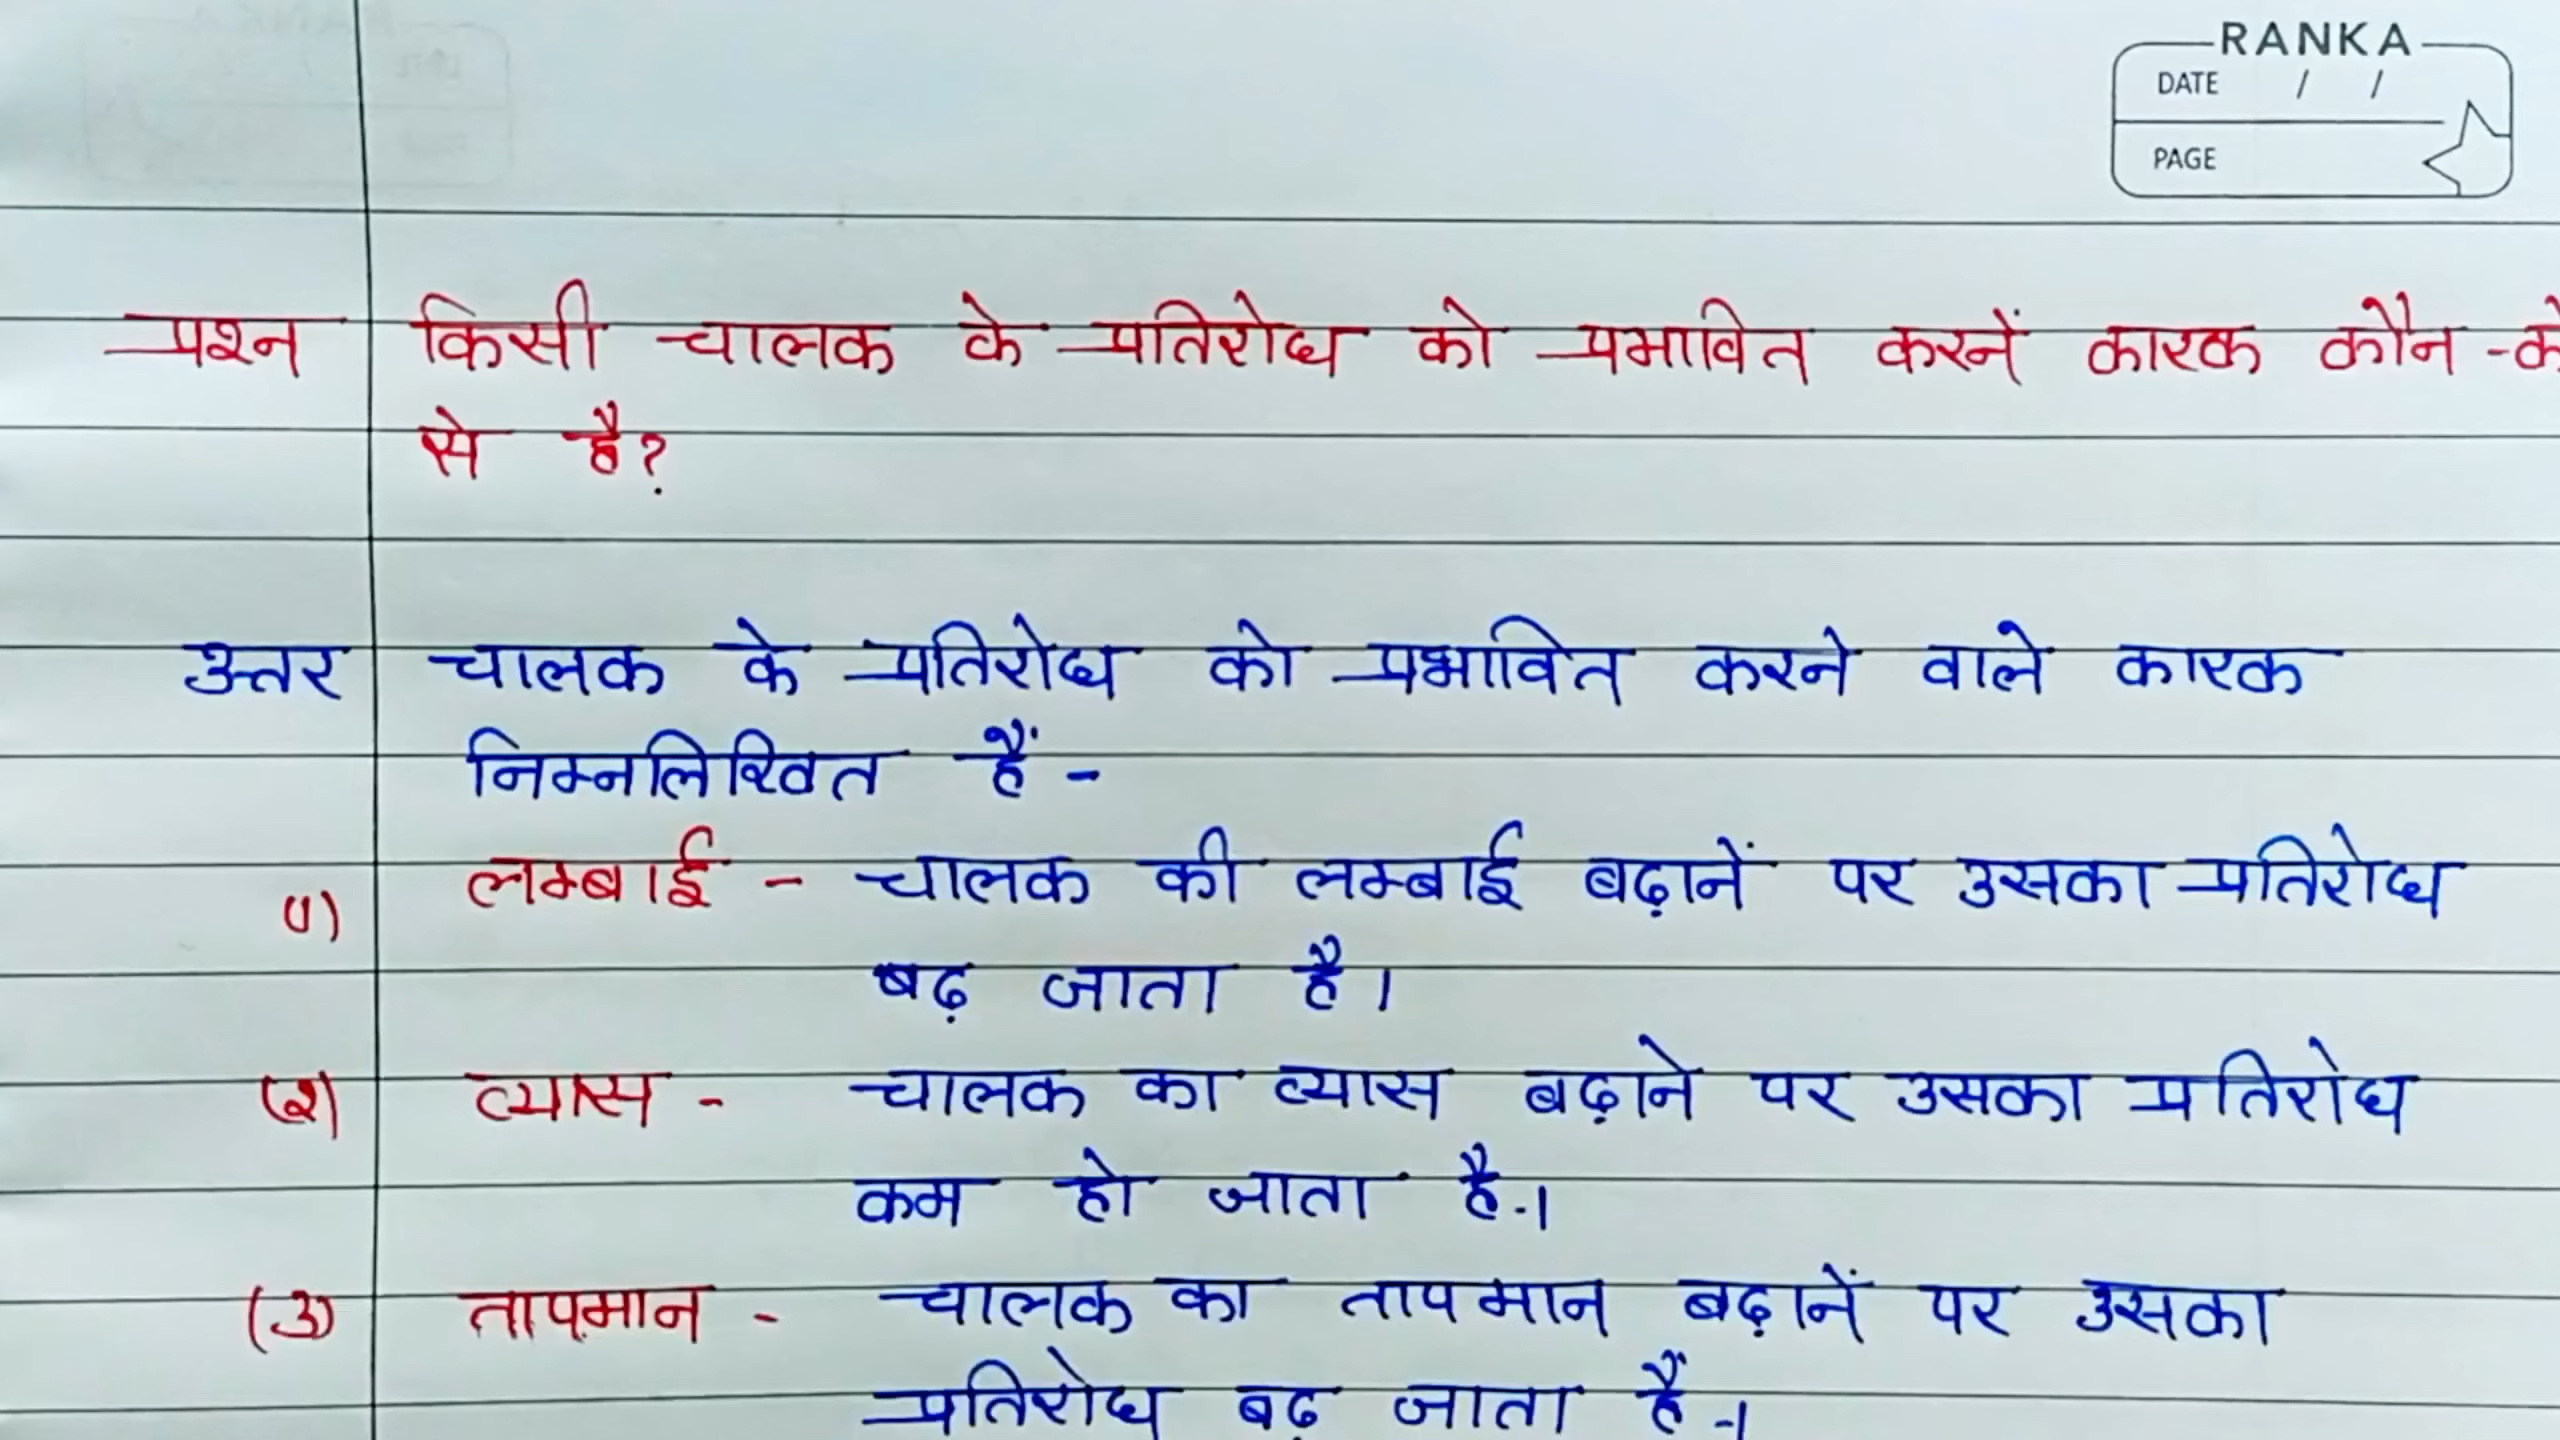 RANKA
DATE / /
PAGE
प्रश्न किसी चालक के प्रतिरोध को प्रभावित करनें कारक कौन -
से है?
उत्तर चालक के प्रतिरोध को प्रभावित करने वाले कारक
निम्नलिखित हैं -
(१) लम्बाई - चालक की लम्बाई बढ़ानें पर उसका प्रतिरोध
बढ़ जाता है।
(२) व्यास - चालक का व्यास बढ़ाने पर उसका प्रतिरोध
कम हो जाता है।
(3) तापमान - चालक का तापमान बढ़ानें पर उसका
प्रतिरोध बढ़ जाता हैं।